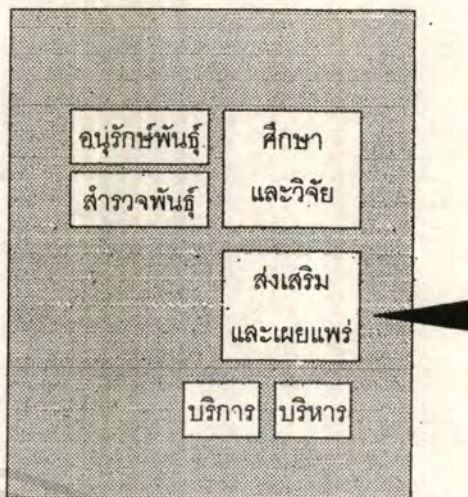 อนุรักษ์พันธุ์
สำรวจพันธุ์
ศึกษา
และวิจัย
ส่งเสริม
และเผยแพร่
บริการ
บริหาร